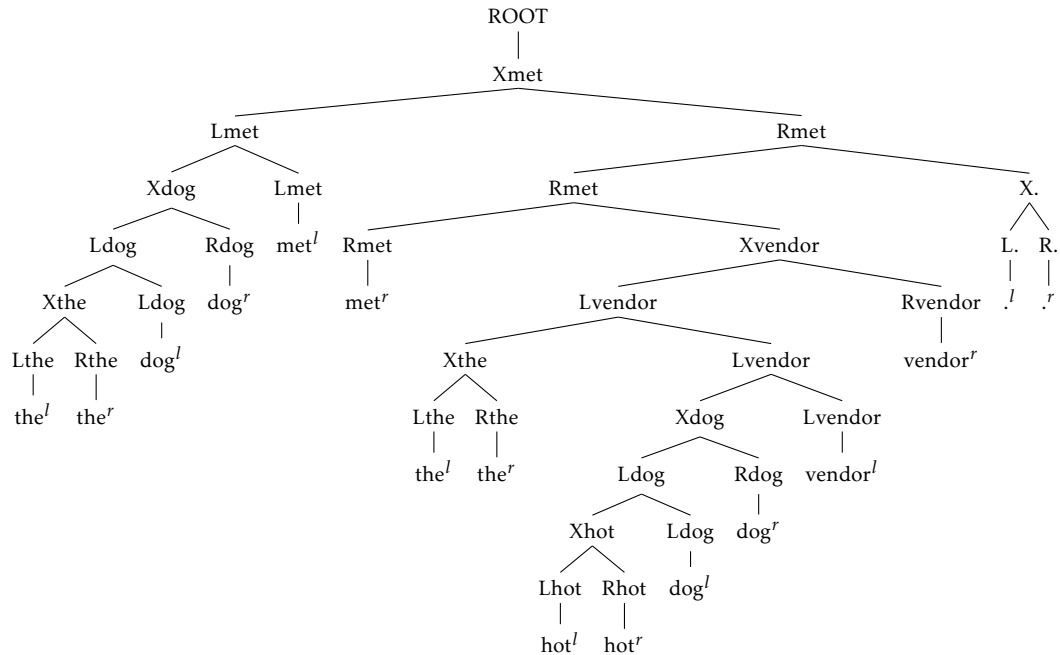 ROOT
Xmet
Lmet Rmet
Xdog Lmet Rmet X.
Ldog Rdog met^l Rmet Xvendor L. R.
Xthe Ldog dog^r met^r Lvendor Rvendor .^l .^r
Lthe Rthe dog^l Xthe Lvendor vendor^r
the^l the^r Lthe Rthe Xdog Lvendor
the^l the^r Ldog Rdog vendor^l
Xhot Ldog dog^r
Lhot Rhot dog^l
hot^l hot^r